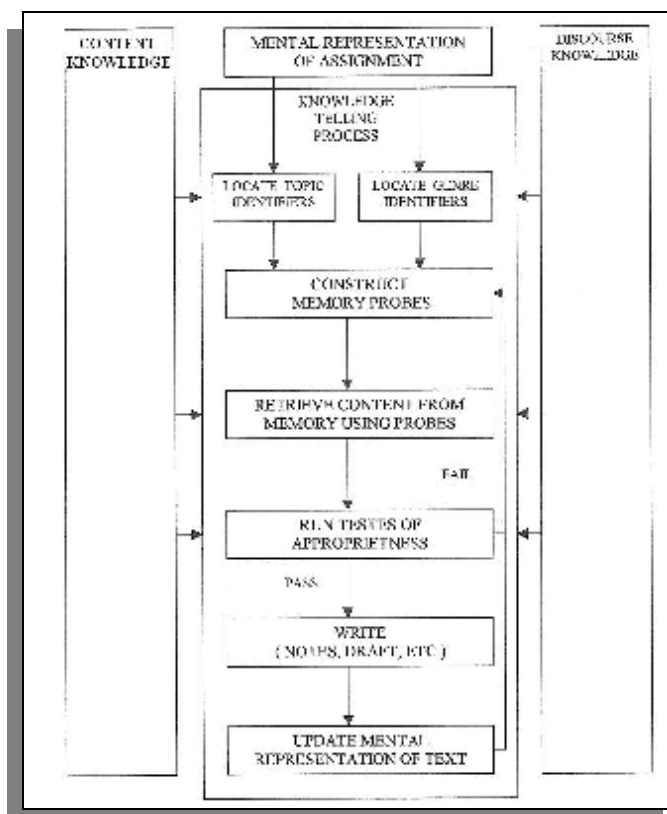 CONTENT
KNOWLEDGE
MENTAL REPRESENTATION
OF ASSIGNMENT
DISCOURSE
KNOWLEDGE
KNOWLEDGE
TELLING
PROCESS
LOCATE TOPIC
IDENTIFIERS
LOCATE GENRE
IDENTIFIERS
CONSTRUCT
MEMORY PROBES
RETRIEVE CONTENT FROM
MEMORY USING PROBES
FAIL
RUN TESTES OF
APPROPRIETNESS
PASS
WRITE
( NOTES, DRAFT, ETC )
UPDATE MENTAL
REPRESENTATION OF TEXT